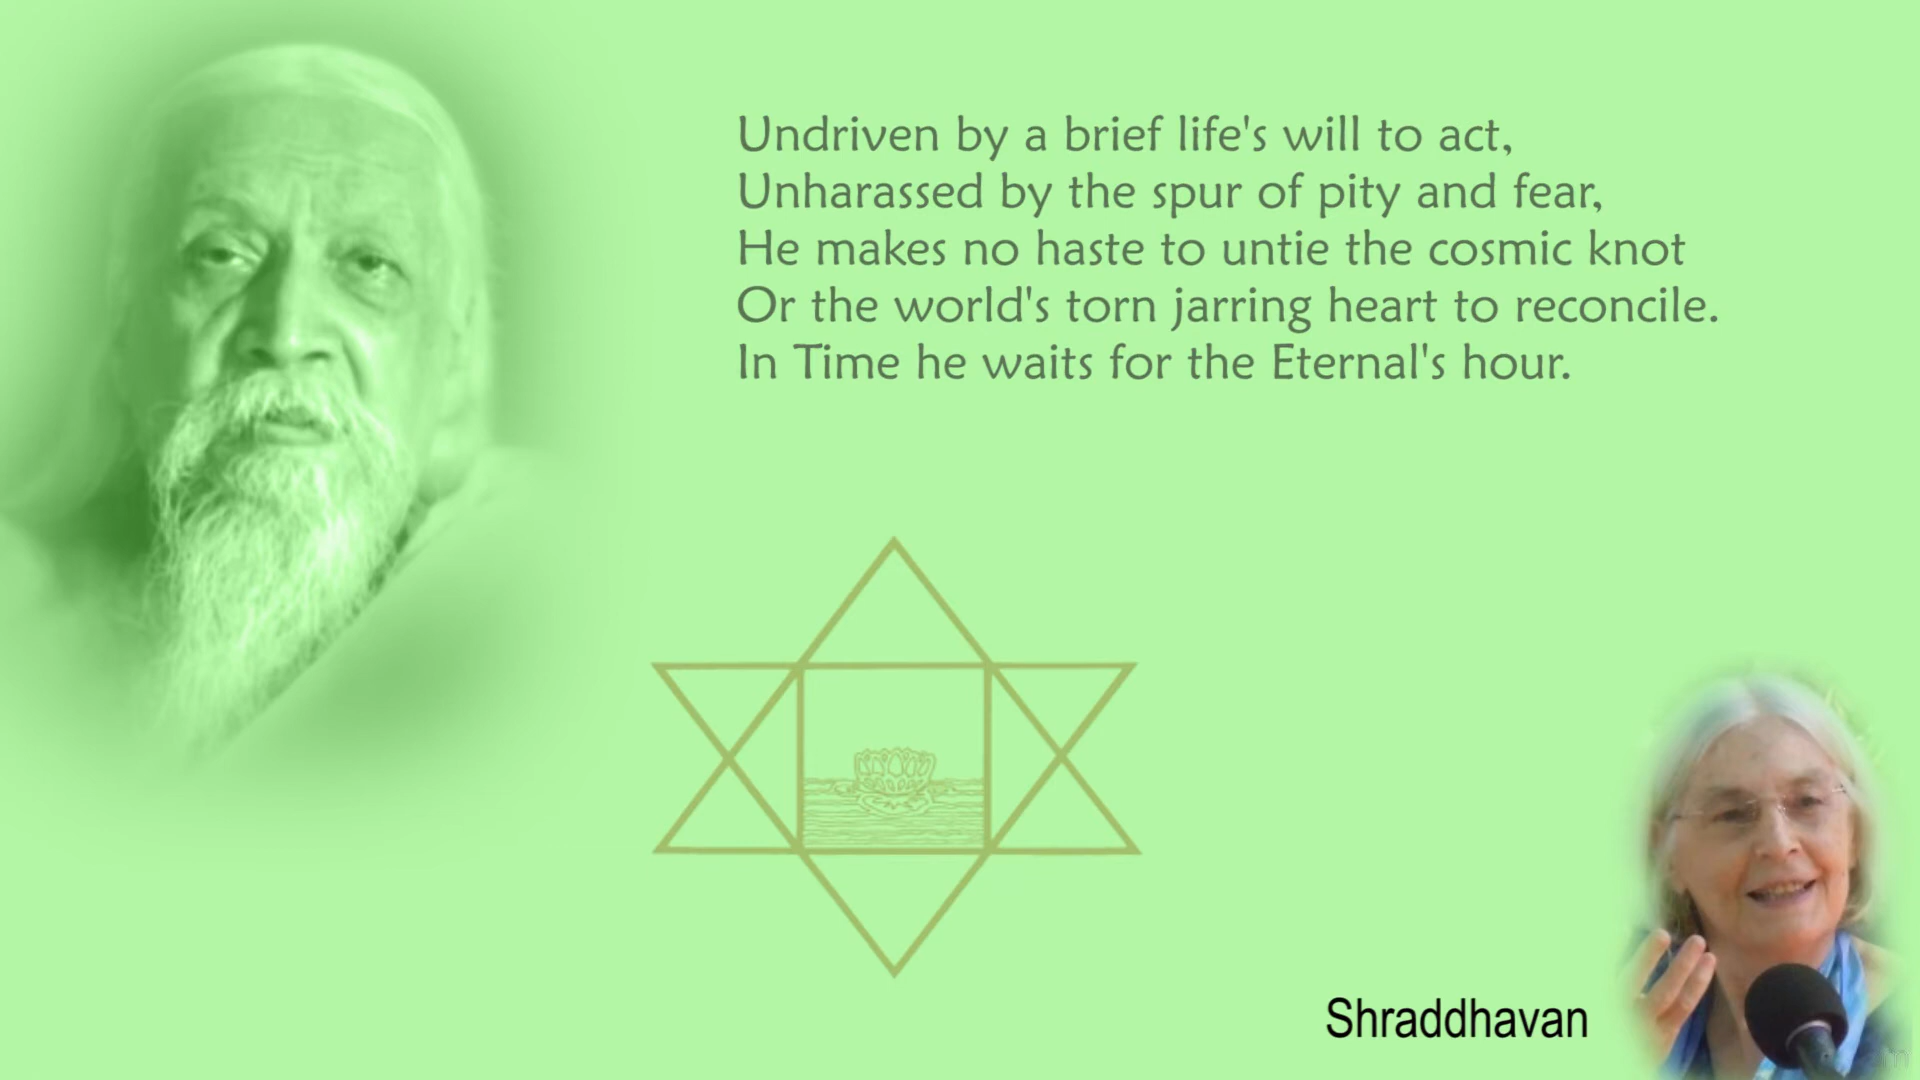 Undriven by a brief life's will to act,
Unharassed by the spur of pity and fear,
He makes no haste to untie the cosmic knot
Or the world's torn jarring heart to reconcile.
In Time he waits for the Eternal's hour.
Shraddhavan